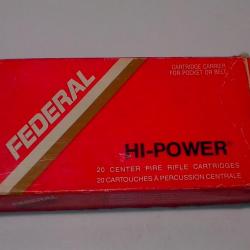 CARTRIDGE CARRIER
FOR POCKET OR BELT
FEDERAL
HI-POWER®
20 CENTER FIRE RIFLE CARTRIDGES
20 CARTOUCHES À PERCUSSION CENTRALE